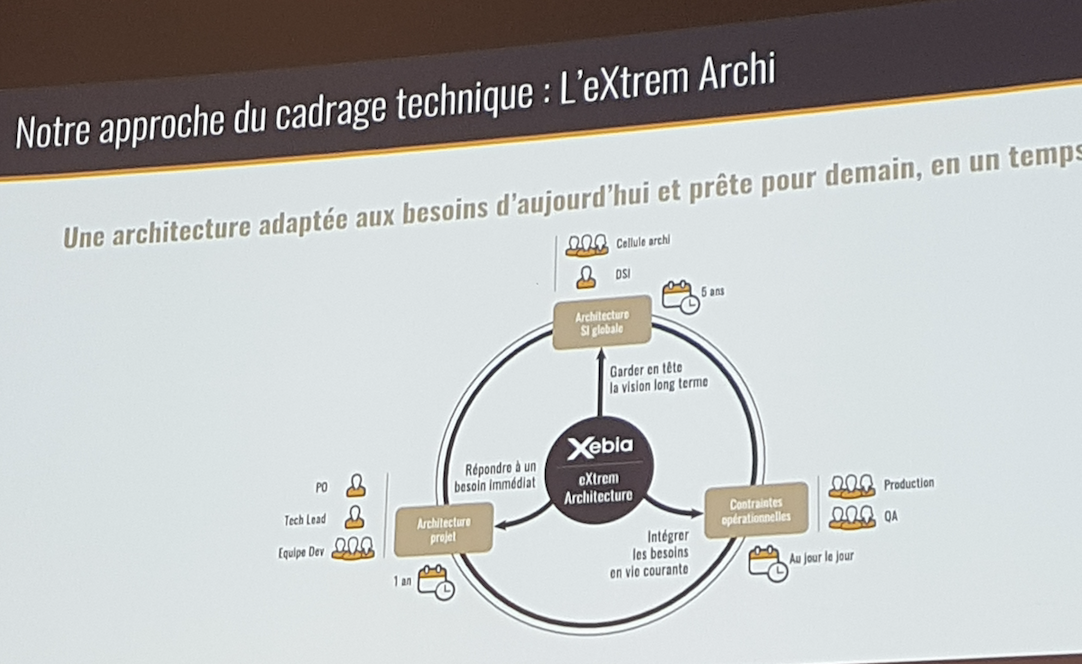 Notre approche du cadrage technique : L'eXtrem Archi
Une architecture adaptée aux besoins d'aujourd'hui et prête pour demain, en un temps
Cellule archi
DSI
5 ans
Architecture
SI globale
Garder en tête
la vision long terme
Xebia
eXtrem
Architecture
Répondre à un
besoin immédiat
PO
Tech Lead
Equipe Dev
Architecture
projet
1 an
Contraintes
opérationnelles
Production
QA
Intégrer
les besoins
en vie courante
Au jour le jour